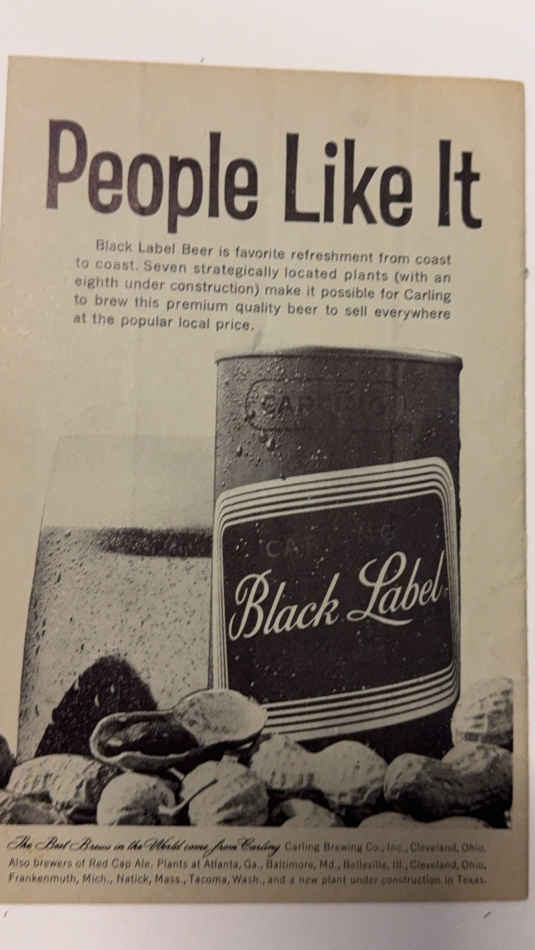 People Like It
Black Label Beer is favorite refreshment from coast
to coast. Seven strategically located plants (with an
eighth under construction) make it possible for Carling
to brew this premium quality beer to sell everywhere
at the popular local price.
CARLING
CARLING
Black Label
The Best Brews in the World come from Carling Carling Brewing Co., Inc., Cleveland, Ohio.
Also brewers of Red Cap Ale. Plants at Atlanta, Ga., Baltimore, Md., Belleville, Ill., Cleveland, Ohio,
Frankenmuth, Mich., Natick, Mass., Tacoma, Wash., and a new plant under construction in Texas.